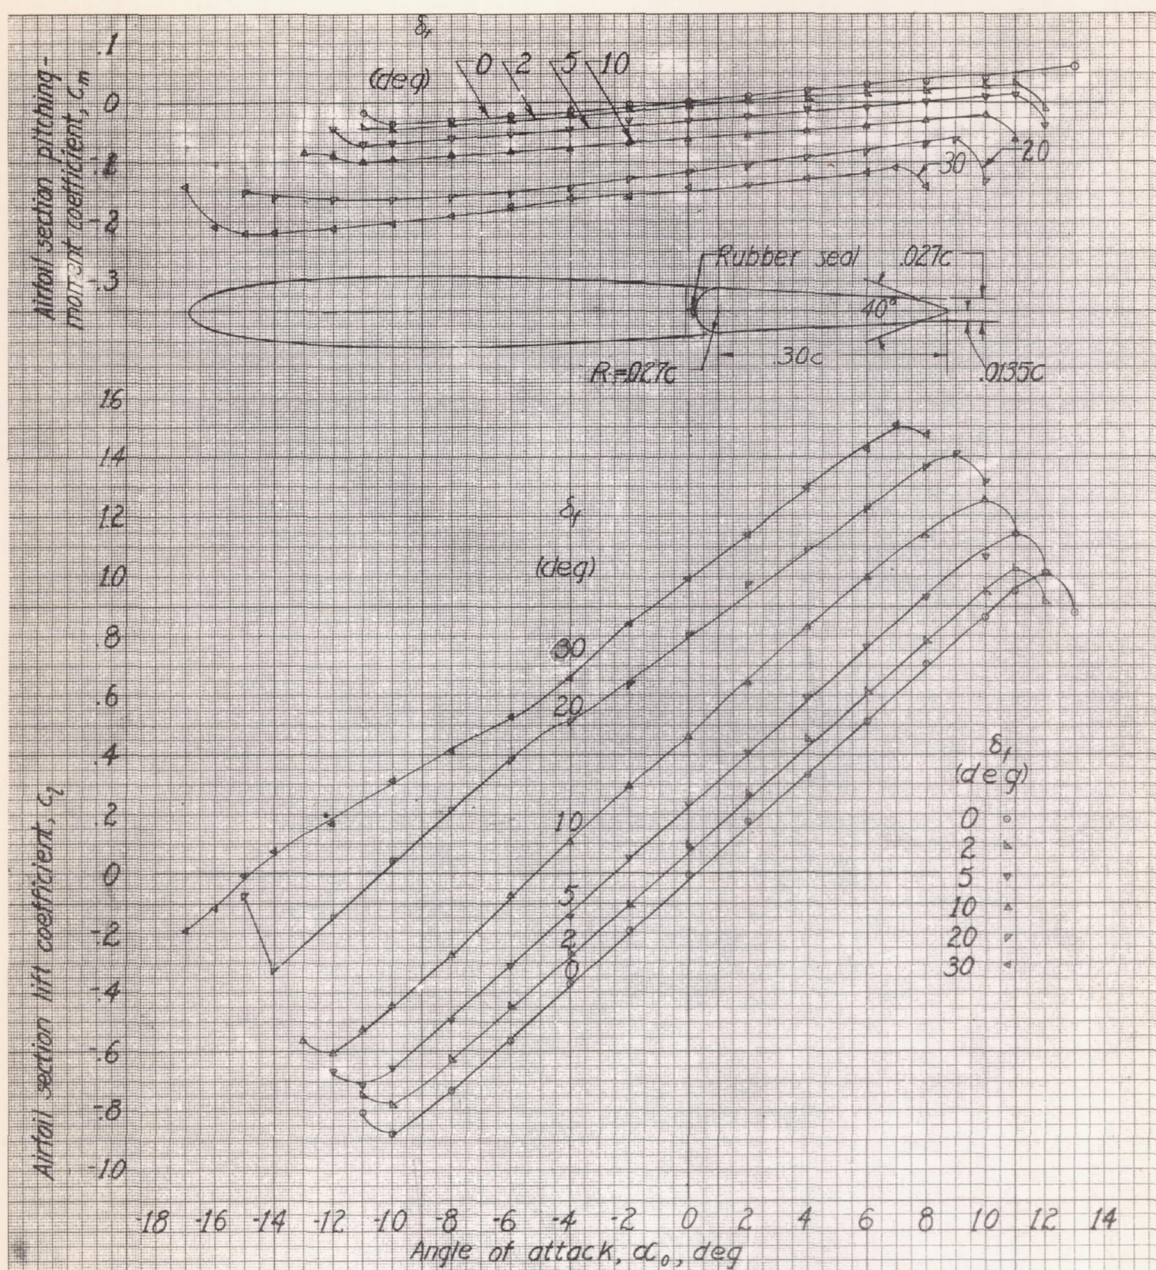 Airfoil section pitching-
moment coefficient, Cm
.1
0
-.1
-.2
-.3
δf
(deg)
0 2 5 10
30
20
Rubber seal
.027c
40°
R=.027c
.30c
.0135c
Airfoil section lift coefficient, Cl
1.6
1.4
1.2
1.0
.8
.6
.4
.2
0
-.2
-.4
-.6
-.8
-1.0
δf
(deg)
30
20
10
5
2
0
δf
(deg)
0
2
5
10
20
30
-18 -16 -14 -12 -10 -8 -6 -4 -2 0 2 4 6 8 10 12 14
Angle of attack, α₀, deg